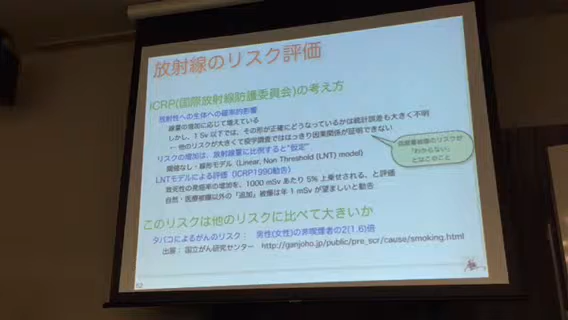 放射線のリスク評価
ICRP(国際放射線防護委員会)の考え方
放射性への生体への確率的影響
線量の増加に応じて増えている
しかし、1 Sv 以下では、その形が正確にどうなっているかは統計誤差も大きく不明
… 他のリスクが大きくて疫学調査でははっきり因果関係が証明できない
低線量被曝のリスクが
"わからない"
とはこのこと
リスクの増加は、放射線量に比例すると"仮定"
閾値なし・線形モデル (Linear, Non Threshold (LNT) model)
LNTモデルによる評価 (ICRP1990勧告)
致死性の発癌率の増加を、1000 mSv あたり 5% 上乗せされる、と評価
自然・医療被曝以外の「追加」被曝は年 1 mSv が望ましいと勧告
このリスクは他のリスクに比べて大きいか
タバコによるがんのリスク: 男性(女性)の非喫煙者の2(1.6)倍
出展:国立がん研究センター http://ganjoho.jp/public/pre_scr/cause/smoking.html